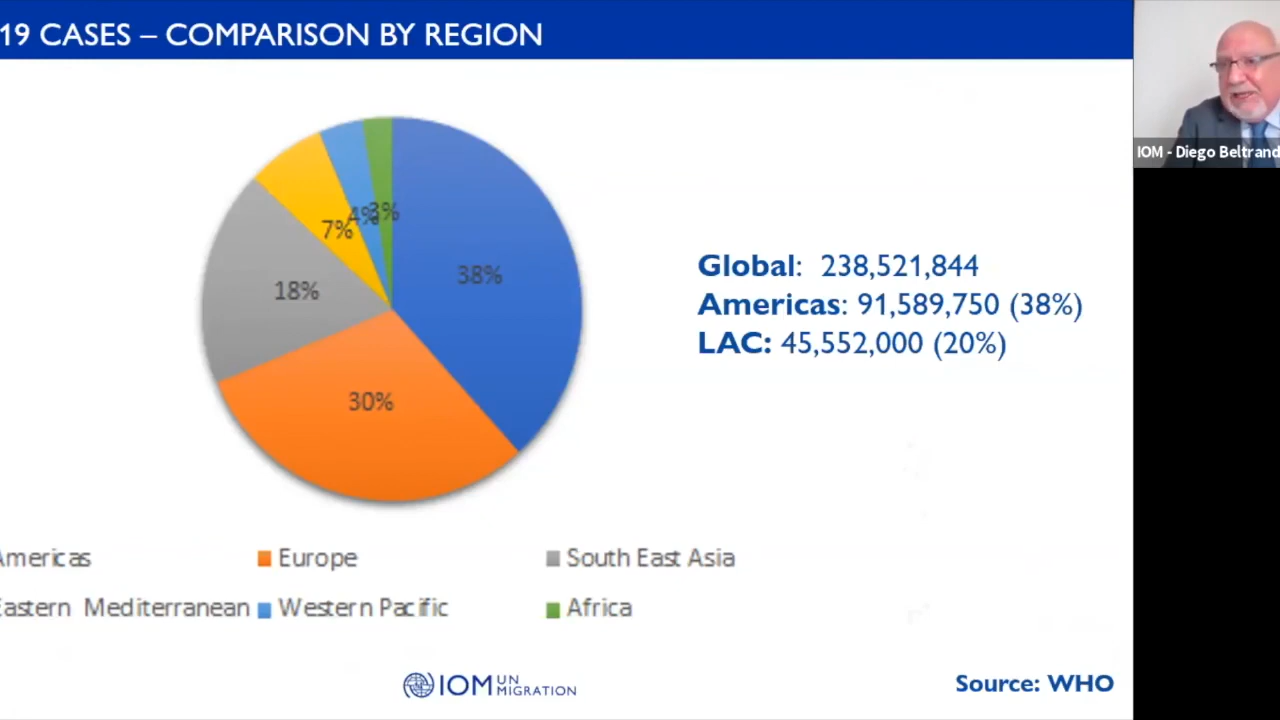 19 CASES – COMPARISON BY REGION
IOM - Diego Beltrand
38%
30%
18%
7%
4%
3%
Global: 238,521,844
Americas: 91,589,750 (38%)
LAC: 45,552,000 (20%)
Americas
Europe
South East Asia
Eastern Mediterranean
Western Pacific
Africa
IOM UN MIGRATION
Source: WHO